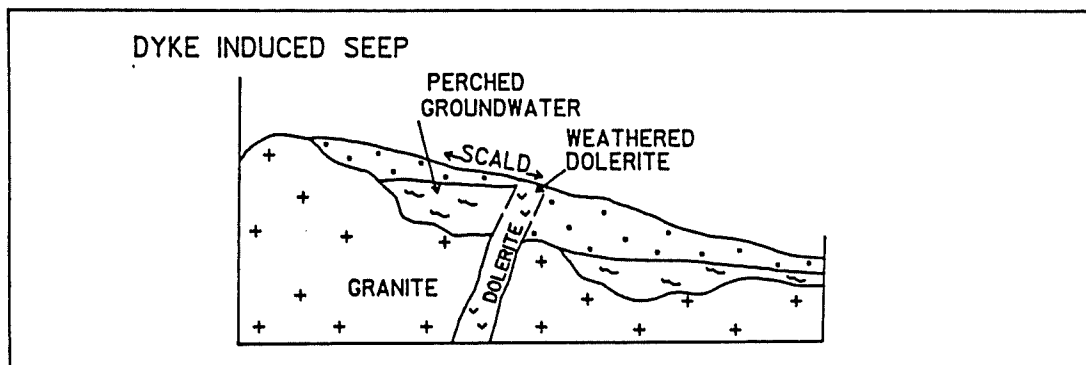 DYKE INDUCED SEEP
PERCHED
GROUNDWATER
WEATHERED
DOLERITE
SCALD
GRANITE
DOLERITE